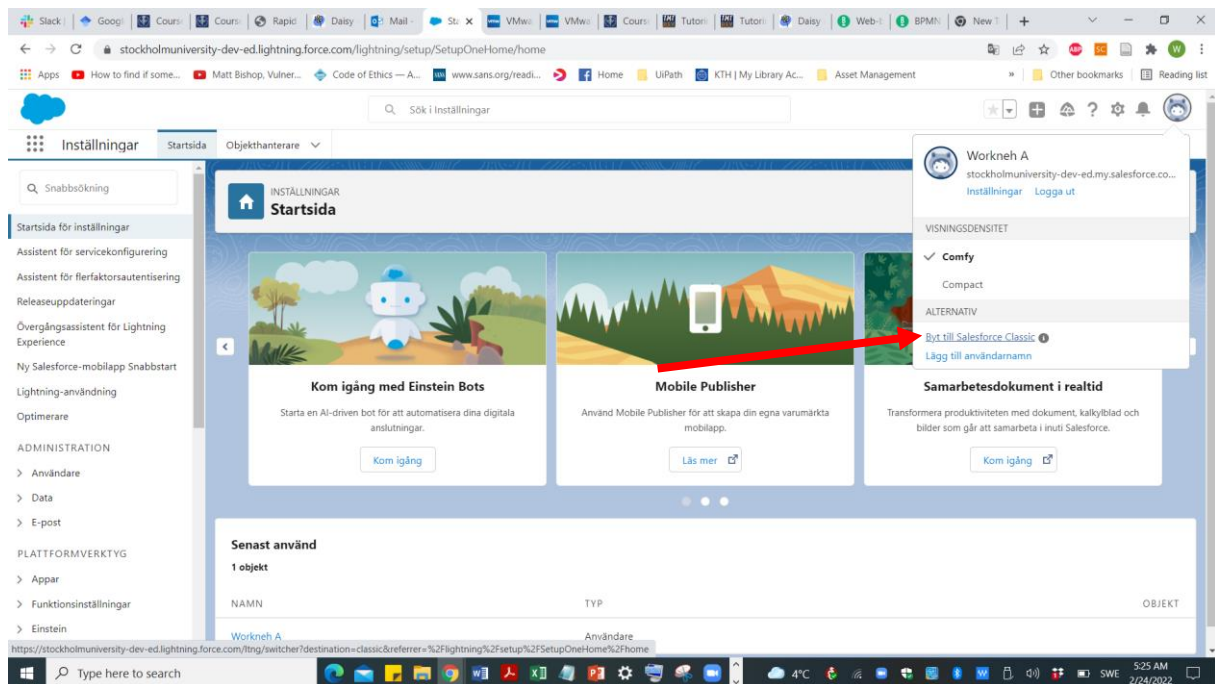 Slack |
Googl
Cours
Cours
Rapid
Daisy
Mail -
Sta
VMwa
VMwa
Cours
Tutori
Tutori
Daisy
Web-b
BPMN
New T
stockholmuniversity-dev-ed.lightning.force.com/lightning/setup/SetupOneHome/home
Apps
How to find if some...
Matt Bishop, Vulner...
Code of Ethics — A...
www.sans.org/readi...
Home
UiPath
KTH | My Library Ac...
Asset Management
»
Other bookmarks
Reading list
Sök i Inställningar
Inställningar
Startsida
Objekthanterare
Snabbsökning
Startsida för inställningar
Assistent för servicekonfigurering
Assistent för flerfaktorsautentisering
Releaseuppdateringar
Övergångsassistent för Lightning
Experience
Ny Salesforce-mobilapp Snabbstart
Lightning-användning
Optimerare
ADMINISTRATION
> Användare
> Data
> E-post
PLATTFORMVERKTYG
> Appar
> Funktionsinställningar
> Einstein
INSTÄLLNINGAR
Startsida
Kom igång med Einstein Bots
Starta en AI-driven bot för att automatisera dina digitala
anslutningar.
Kom igång
Mobile Publisher
Använd Mobile Publisher för att skapa din egna varumärkta
mobilapp.
Läs mer
Samarbetesdokument i realtid
Transformera produktiviteten med dokument, kalkylblad och
bilder som går att samarbeta i inuti Salesforce.
Kom igång
Workneh A
stockholmuniversity-dev-ed.my.salesforce.co...
Inställningar Logga ut
VISNINGSDENSITET
Comfy
Compact
ALTERNATIV
Byt till Salesforce Classic
Lägg till användarnamn
Senast använd
1 objekt
NAMN TYP OBJEKT
Workneh A Användare
https://stockholmuniversity-dev-ed.lightning.force.com/ltng/switcher?destination=classic&referrer=%2Flightning%2Fsetup%2FSetupOneHome%2Fhome
Type here to search
4°C
SWE
5:25 AM
2/24/2022